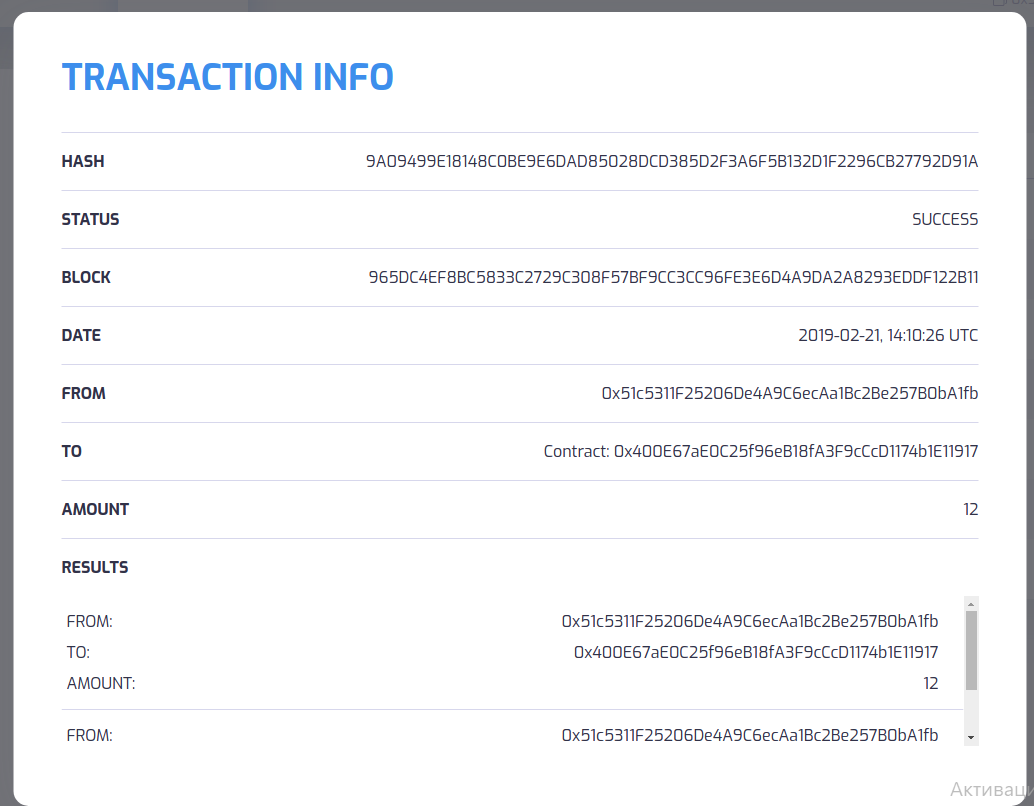 TRANSACTION INFO
HASH 9A09499E18148C0BE9E6DAD85028DCD385D2F3A6F5B132D1F2296CB27792D91A
STATUS SUCCESS
BLOCK 965DC4EF8BC5833C2729C308F57BF9CC3CC96FE3E6D4A9DA2A8293EDDF122B11
DATE 2019-02-21, 14:10:26 UTC
FROM 0x51c5311F25206De4A9C6ecAa1Bc2Be257B0bA1fb
TO Contract: 0x400E67aE0C25f96eB18fA3F9cCcD1174b1E11917
AMOUNT 12
RESULTS
FROM: 0x51c5311F25206De4A9C6ecAa1Bc2Be257B0bA1fb
TO: 0x400E67aE0C25f96eB18fA3F9cCcD1174b1E11917
AMOUNT: 12
FROM: 0x51c5311F25206De4A9C6ecAa1Bc2Be257B0bA1fb